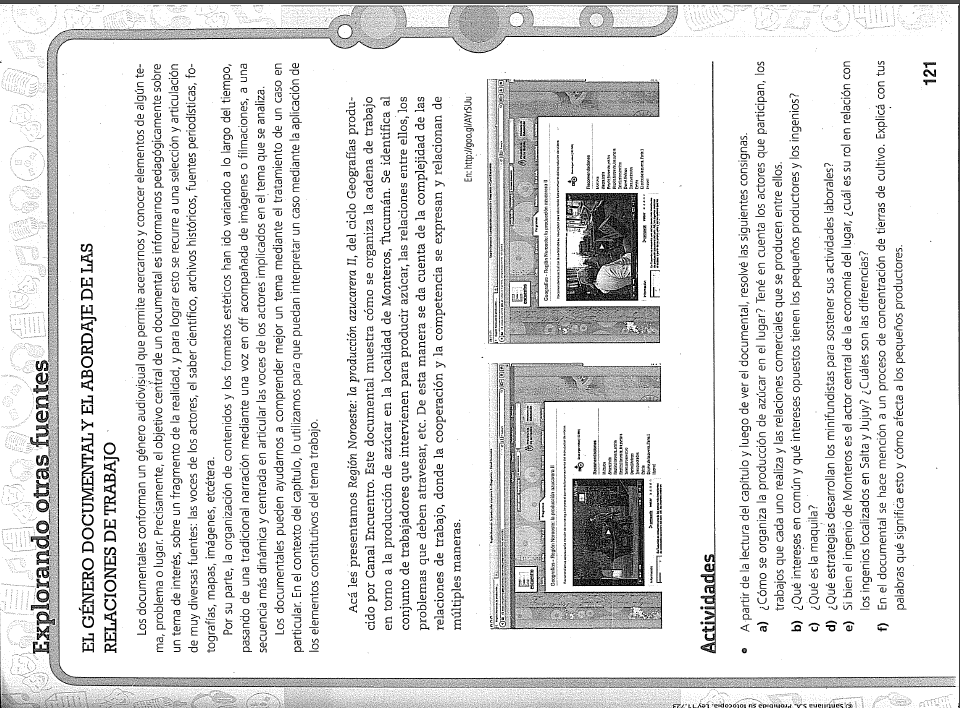 Explorando otras fuentes
EL GÉNERO DOCUMENTAL Y EL ABORDAJE DE LAS
RELACIONES DE TRABAJO
Los documentales conforman un género audiovisual que permite acercarnos y conocer elementos de algún te-
ma, problema o lugar. Precisamente, el objetivo central de un documental es informarnos pedagógicamente sobre
un tema de interés, sobre un fragmento de la realidad, y para lograr esto se recurre a una selección y articulación
de muy diversas fuentes: las voces de los actores, el saber científico, archivos históricos, fuentes periodísticas, fo-
tografías, mapas, imágenes, etcétera.
Por su parte, la organización de contenidos y los formatos estéticos han ido variando a lo largo del tiempo,
pasando de una tradicional narración mediante una voz en off acompañada de imágenes o filmaciones, a una
secuencia más dinámica y centrada en articular las voces de los actores implicados en el tema que se analiza.
Los documentales pueden ayudarnos a comprender mejor un tema mediante el tratamiento de un caso en
particular. En el contexto del capítulo, lo utilizamos para que puedan interpretar un caso mediante la aplicación de
los elementos constitutivos del tema trabajo.
Acá les presentamos Región Noroeste: la producción azucarera II, del ciclo Geografías produ-
cido por Canal Encuentro. Este documental muestra cómo se organiza la cadena de trabajo
en torno a la producción de azúcar en la localidad de Monteros, Tucumán. Se identifica al
conjunto de trabajadores que intervienen para producir azúcar, las relaciones entre ellos, los
problemas que deben atravesar, etc. De esta manera se da cuenta de la complejidad de las
relaciones de trabajo, donde la cooperación y la competencia se expresan y relacionan de
múltiples maneras.
En: http://goo.gl/AYrSUu
Geografías - Región Noroeste: la producción azucarera II
Geografías - Región Noroeste: la producción azucarera II
Actividades
• A partir de la lectura del capítulo y luego de ver el documental, resolvé las siguientes consignas.
a) ¿Cómo se organiza la producción de azúcar en el lugar? Tené en cuenta los actores que participan, los
trabajos que cada uno realiza y las relaciones comerciales que se producen entre ellos.
b) ¿Qué intereses en común y qué intereses opuestos tienen los pequeños productores y los ingenios?
c) ¿Qué es la maquila?
d) ¿Qué estrategias desarrollan los minifundistas para sostener sus actividades laborales?
e) Si bien el ingenio de Monteros es el actor central de la economía del lugar, ¿cuál es su rol en relación con
los ingenios localizados en Salta y Jujuy? ¿Cuáles son las diferencias?
f) En el documental se hace mención a un proceso de concentración de tierras de cultivo. Explicá con tus
palabras qué significa esto y cómo afecta a los pequeños productores.
121
© Santillana S.A. Prohibida su fotocopia. Ley 11.723